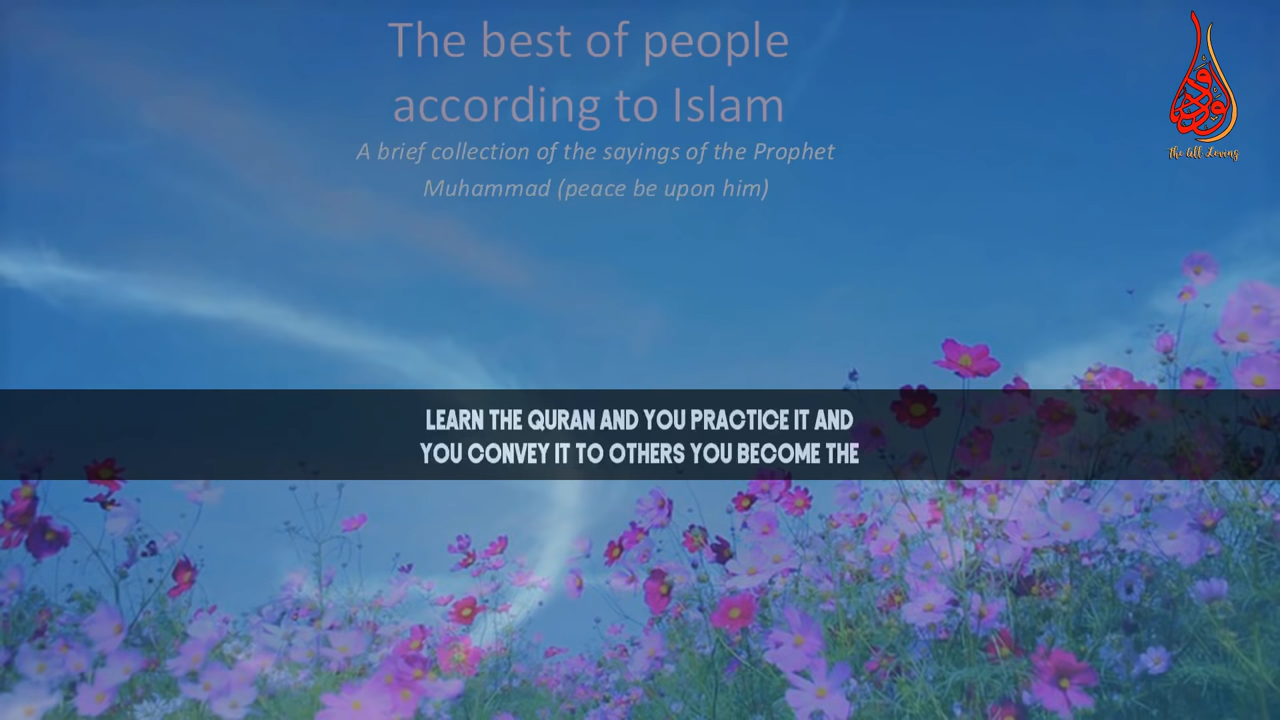 The best of people
according to Islam
A brief collection of the sayings of the Prophet
Muhammad (peace be upon him)
The All Loving
LEARN THE QURAN AND YOU PRACTICE IT AND
YOU CONVEY IT TO OTHERS YOU BECOME THE